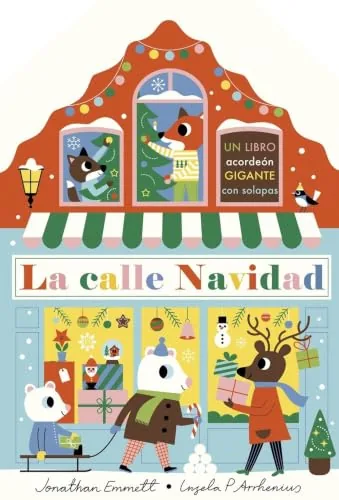 UN LIBRO
acordeón
GIGANTE
con solapas
La calle Navidad
Jonathan Emmett - Ingela P Arrhenius